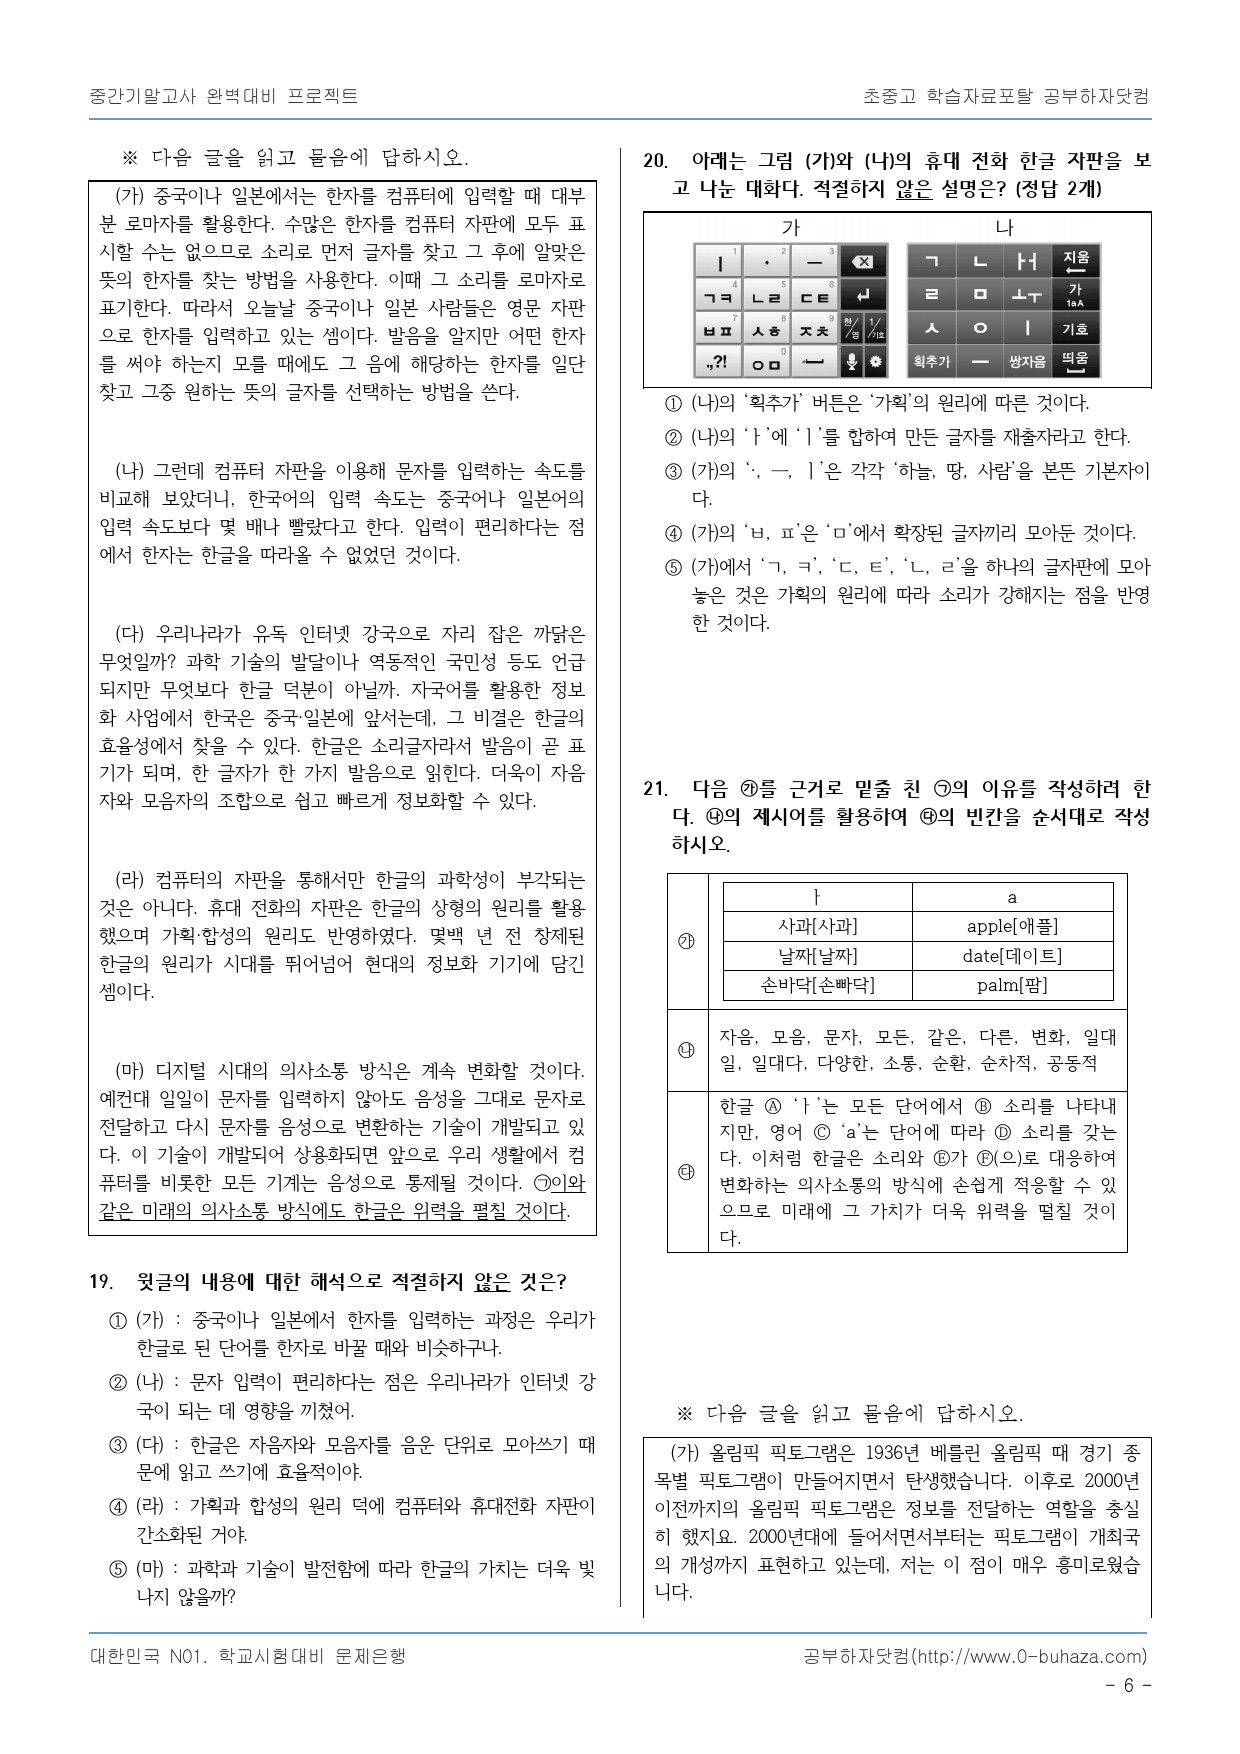 중간기말고사 완벽대비 프로젝트
초중고 학습자료포탈 공부하자닷컴
※ 다음 글을 읽고 물음에 답하시오.
(가) 중국이나 일본에서는 한자를 컴퓨터에 입력할 때 대부
분 로마자를 활용한다. 수많은 한자를 컴퓨터 자판에 모두 표
시할 수는 없으므로 소리로 먼저 글자를 찾고 그 후에 알맞은
뜻의 한자를 찾는 방법을 사용한다. 이때 그 소리를 로마자로
표기한다. 따라서 오늘날 중국이나 일본 사람들은 영문 자판
으로 한자를 입력하고 있는 셈이다. 발음을 알지만 어떤 한자
를 써야 하는지 모를 때에도 그 음에 해당하는 한자를 일단
찾고 그중 원하는 뜻의 글자를 선택하는 방법을 쓴다.
(나) 그런데 컴퓨터 자판을 이용해 문자를 입력하는 속도를
비교해 보았더니, 한국어의 입력 속도는 중국어나 일본어의
입력 속도보다 몇 배나 빨랐다고 한다. 입력이 편리하다는 점
에서 한자는 한글을 따라올 수 없었던 것이다.
(다) 우리나라가 유독 인터넷 강국으로 자리 잡은 까닭은
무엇일까? 과학 기술의 발달이나 역동적인 국민성 등도 언급
되지만 무엇보다 한글 덕분이 아닐까. 자국어를 활용한 정보
화 사업에서 한국은 중국·일본에 앞서는데, 그 비결은 한글의
효율성에서 찾을 수 있다. 한글은 소리글자라서 발음이 곧 표
기가 되며, 한 글자가 한 가지 발음으로 읽힌다. 더욱이 자음
자와 모음자의 조합으로 쉽고 빠르게 정보화할 수 있다.
(라) 컴퓨터의 자판을 통해서만 한글의 과학성이 부각되는
것은 아니다. 휴대 전화의 자판은 한글의 상형의 원리를 활용
했으며 가획·합성의 원리도 반영하였다. 몇백 년 전 창제된
한글의 원리가 시대를 뛰어넘어 현대의 정보화 기기에 담긴
셈이다.
(마) 디지털 시대의 의사소통 방식은 계속 변화할 것이다.
예컨대 일일이 문자를 입력하지 않아도 음성을 그대로 문자로
전달하고 다시 문자를 음성으로 변환하는 기술이 개발되고 있
다. 이 기술이 개발되어 상용화되면 앞으로 우리 생활에서 컴
퓨터를 비롯한 모든 기계는 음성으로 통제될 것이다. ㉠이와
같은 미래의 의사소통 방식에도 한글은 위력을 펼칠 것이다.
19. 윗글의 내용에 대한 해석으로 적절하지 않은 것은?
① (가) : 중국이나 일본에서 한자를 입력하는 과정은 우리가
한글로 된 단어를 한자로 바꿀 때와 비슷하구나.
② (나) : 문자 입력이 편리하다는 점은 우리나라가 인터넷 강
국이 되는 데 영향을 끼쳤어.
③ (다) : 한글은 자음자와 모음자를 음운 단위로 모아쓰기 때
문에 읽고 쓰기에 효율적이야.
④ (라) : 가획과 합성의 원리 덕에 컴퓨터와 휴대전화 자판이
간소화된 거야.
⑤ (마) : 과학과 기술이 발전함에 따라 한글의 가치는 더욱 빛
나지 않을까?
20. 아래는 그림 (가)와 (나)의 휴대 전화 한글 자판을 보
고 나눈 대화다. 적절하지 않은 설명은? (정답 2개)
가 나
1 ㅣ 2 · 3 ㅡ
4 ㄱㅋ 5 ㄴㄹ 6 ㄷㅌ
7 ㅂㅍ 8 ㅅㅎ 9 ㅈㅊ 한/영 1/기호
.,?! 0 ㅇㅁ
ㄱ ㄴ ㅏㅓ 지움
ㄹ ㅁ ㅗㅜ 가 1aA
ㅅ ㅇ ㅣ 기호
획추가 ㅡ 쌍자음 띄움
① (나)의 ‘획추가’ 버튼은 ‘가획’의 원리에 따른 것이다.
② (나)의 ‘ㅏ’에 ‘ㅣ’를 합하여 만든 글자를 재출자라고 한다.
③ (가)의 ‘·, ㅡ, ㅣ’은 각각 ‘하늘, 땅, 사람’을 본뜬 기본자이
다.
④ (가)의 ‘ㅂ, ㅍ’은 ‘ㅁ’에서 확장된 글자끼리 모아둔 것이다.
⑤ (가)에서 ‘ㄱ, ㅋ’, ‘ㄷ, ㅌ’, ‘ㄴ, ㄹ’을 하나의 글자판에 모아
놓은 것은 가획의 원리에 따라 소리가 강해지는 점을 반영
한 것이다.
21. 다음 ㉮를 근거로 밑줄 친 ㉠의 이유를 작성하려 한
다. ㉯의 제시어를 활용하여 ㉰의 빈칸을 순서대로 작성
하시오.
㉮
ㅏ a
사과[사과] apple[애플]
날짜[날짜] date[데이트]
손바닥[손빠닥] palm[팜]
㉯
자음, 모음, 문자, 모든, 같은, 다른, 변화, 일대
일, 일대다, 다양한, 소통, 순환, 순차적, 공동적
㉰
한글 Ⓐ ‘ㅏ’는 모든 단어에서 Ⓑ 소리를 나타내
지만, 영어 Ⓒ ‘a’는 단어에 따라 Ⓓ 소리를 갖는
다. 이처럼 한글은 소리와 Ⓔ가 Ⓕ(으)로 대응하여
변화하는 의사소통의 방식에 손쉽게 적응할 수 있
으므로 미래에 그 가치가 더욱 위력을 떨칠 것이
다.
※ 다음 글을 읽고 물음에 답하시오.
(가) 올림픽 픽토그램은 1936년 베를린 올림픽 때 경기 종
목별 픽토그램이 만들어지면서 탄생했습니다. 이후로 2000년
이전까지의 올림픽 픽토그램은 정보를 전달하는 역할을 충실
히 했지요. 2000년대에 들어서면서부터는 픽토그램이 개최국
의 개성까지 표현하고 있는데, 저는 이 점이 매우 흥미로웠습
니다.
대한민국 N01. 학교시험대비 문제은행
공부하자닷컴(http://www.0-buhaza.com)
- 6 -